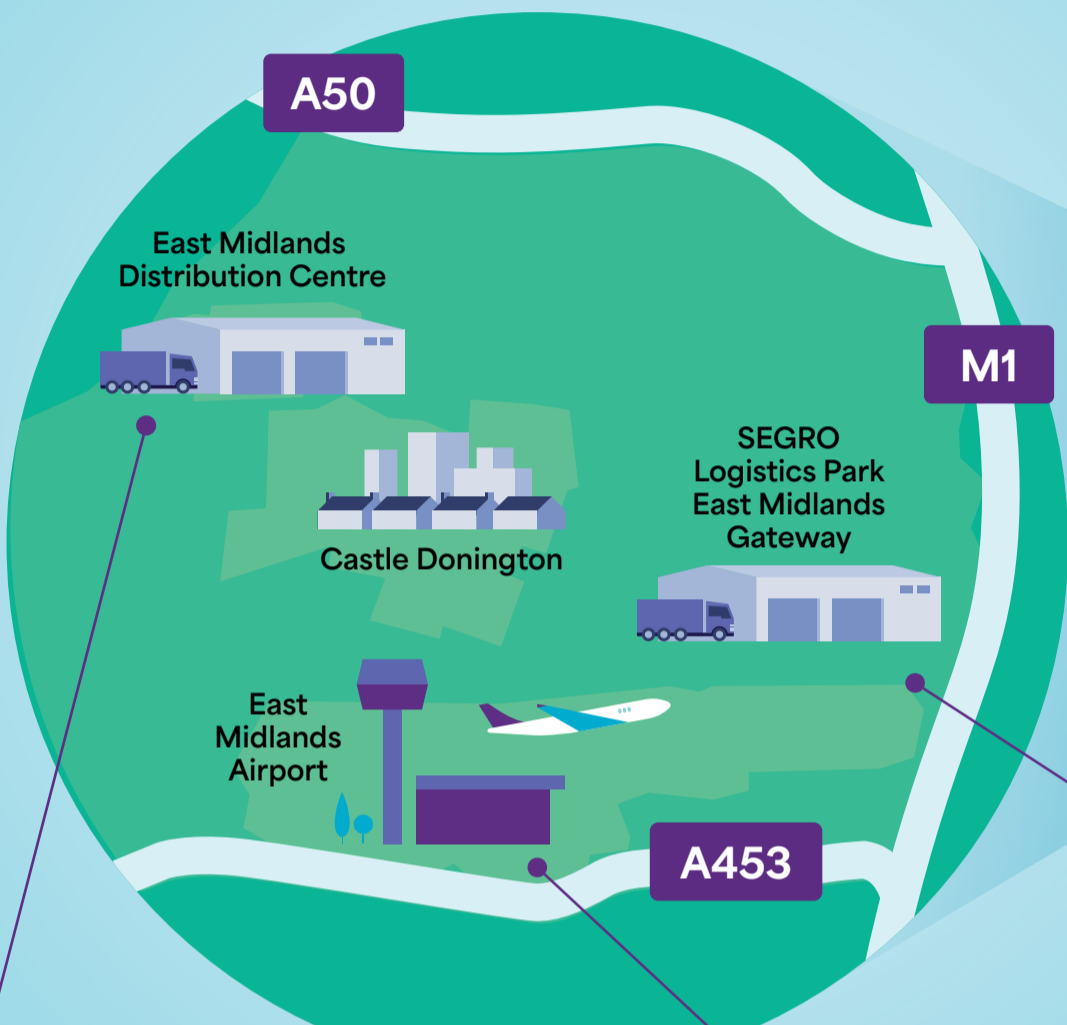 A50
East Midlands
Distribution Centre
M1
SEGRO
Logistics Park
East Midlands
Gateway
Castle Donington
East
Midlands
Airport
A453